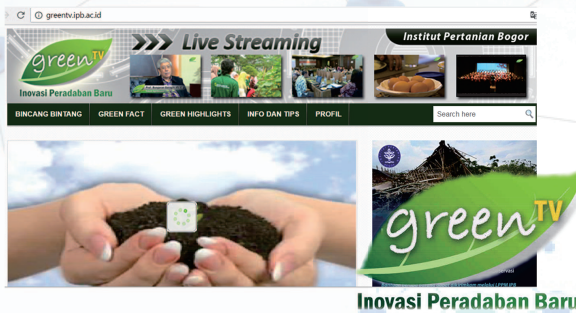 greentv.ipb.ac.id
green TV
Inovasi Peradaban Baru
>>> Live Streaming
Institut Pertanian Bogor
BINCANG BINTANG GREEN FACT GREEN HIGHLIGHTS INFO DAN TIPS PROFIL
Search here
green TV
Inovasi Peradaban Baru